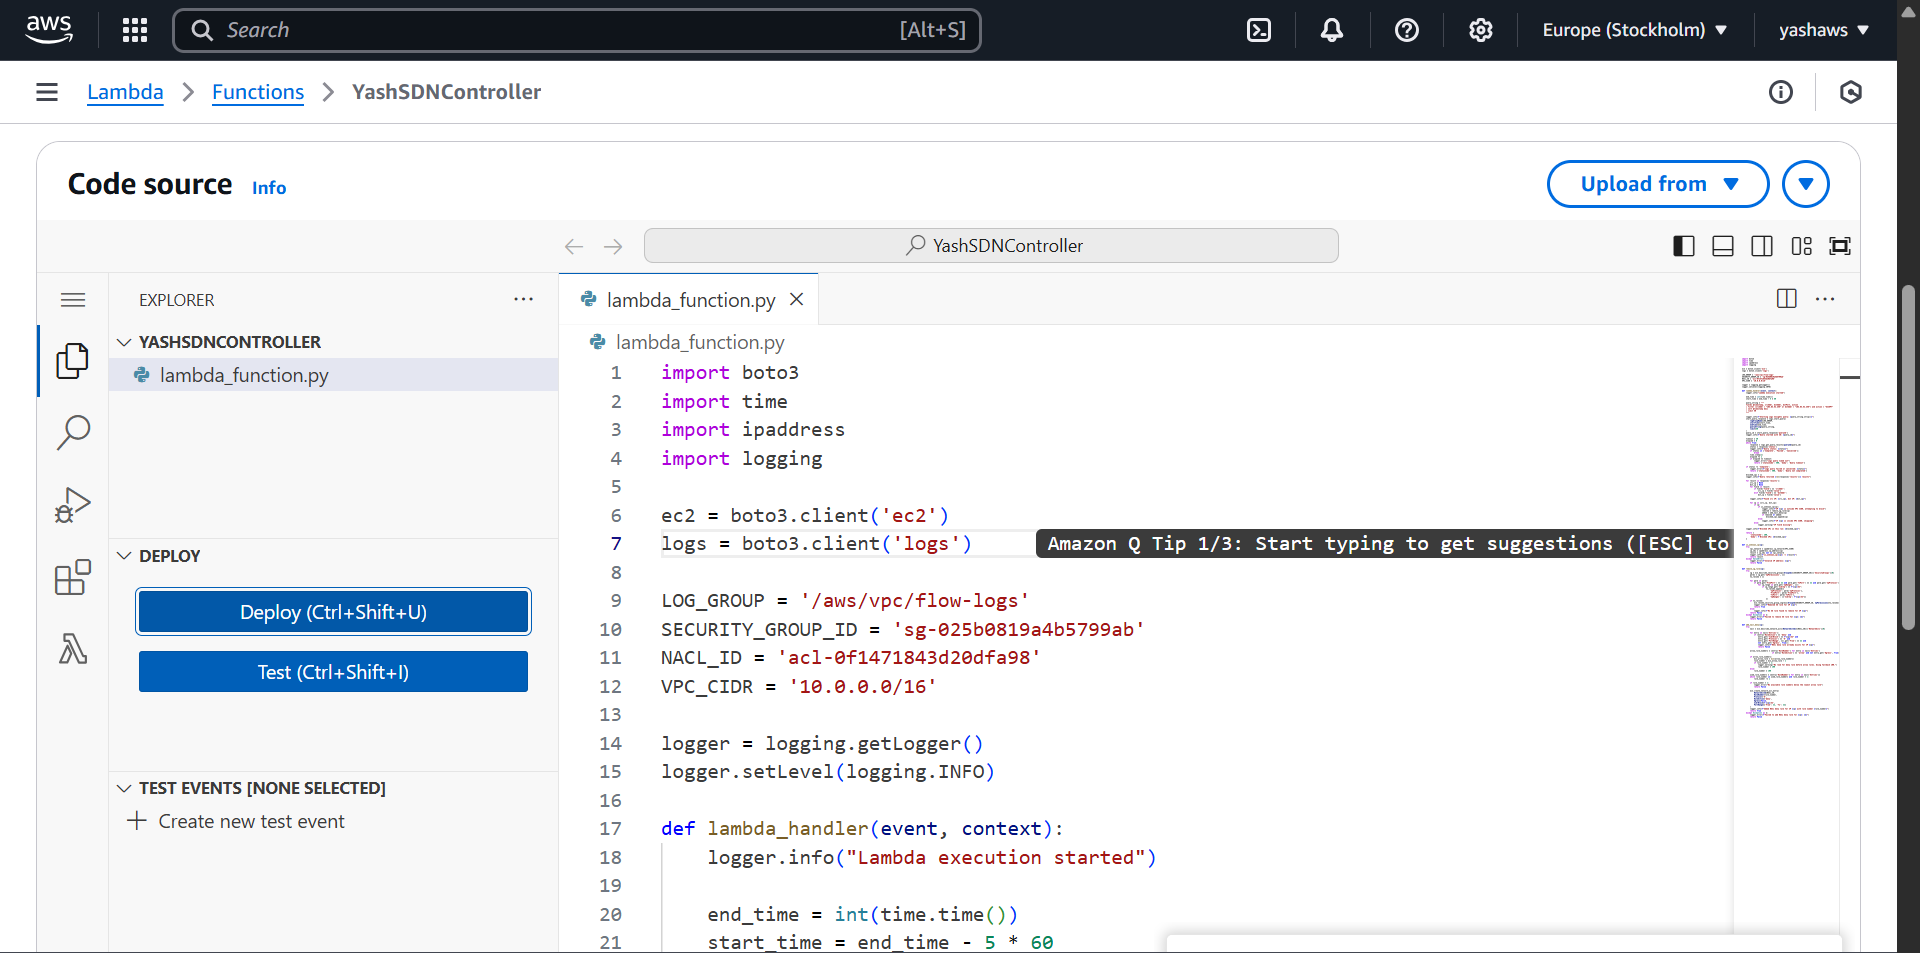 aws
Search
[Alt+S]
Europe (Stockholm)
yashaws
Lambda
Functions
YashSDNController
Code source
Info
Upload from
YashSDNController
EXPLORER
YASHSDNCONTROLLER
lambda_function.py
DEPLOY
Deploy (Ctrl+Shift+U)
Test (Ctrl+Shift+I)
TEST EVENTS [NONE SELECTED]
Create new test event
lambda_function.py
lambda_function.py
1 import boto3
2 import time
3 import ipaddress
4 import logging
5
6 ec2 = boto3.client('ec2')
7 logs = boto3.client('logs') Amazon Q Tip 1/3: Start typing to get suggestions ([ESC] to
8
9 LOG_GROUP = '/aws/vpc/flow-logs'
10 SECURITY_GROUP_ID = 'sg-025b0819a4b5799ab'
11 NACL_ID = 'acl-0f1471843d20dfa98'
12 VPC_CIDR = '10.0.0.0/16'
13
14 logger = logging.getLogger()
15 logger.setLevel(logging.INFO)
16
17 def lambda_handler(event, context):
18 logger.info("Lambda execution started")
19
20 end_time = int(time.time())
21 start_time = end_time - 5 * 60